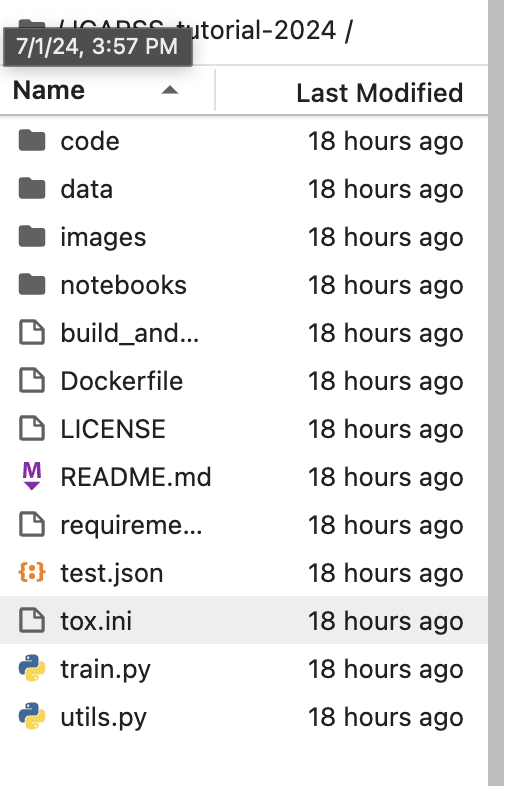 / IGARSS-tutorial-2024 /
7/1/24, 3:57 PM
Name Last Modified
code 18 hours ago
data 18 hours ago
images 18 hours ago
notebooks 18 hours ago
build_and... 18 hours ago
Dockerfile 18 hours ago
LICENSE 18 hours ago
README.md 18 hours ago
requireme... 18 hours ago
test.json 18 hours ago
tox.ini 18 hours ago
train.py 18 hours ago
utils.py 18 hours ago